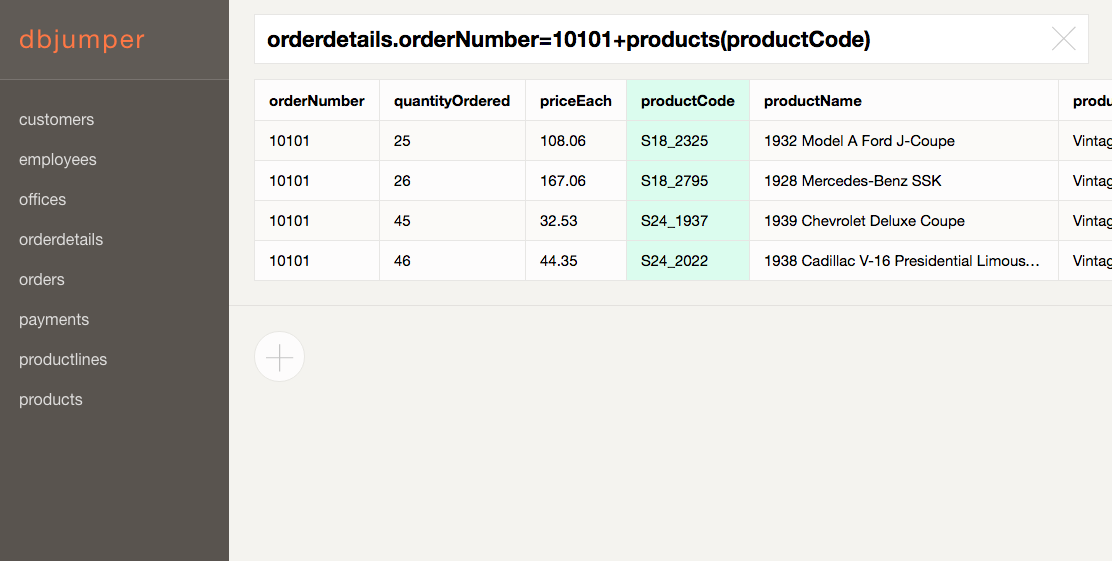 dbjumper
customers
employees
offices
orderdetails
orders
payments
productlines
products
orderdetails.orderNumber=10101+products(productCode)
orderNumber quantityOrdered priceEach productCode productName produ
10101 25 108.06 S18_2325 1932 Model A Ford J-Coupe Vintag
10101 26 167.06 S18_2795 1928 Mercedes-Benz SSK Vintag
10101 45 32.53 S24_1937 1939 Chevrolet Deluxe Coupe Vintag
10101 46 44.35 S24_2022 1938 Cadillac V-16 Presidential Limous… Vintag